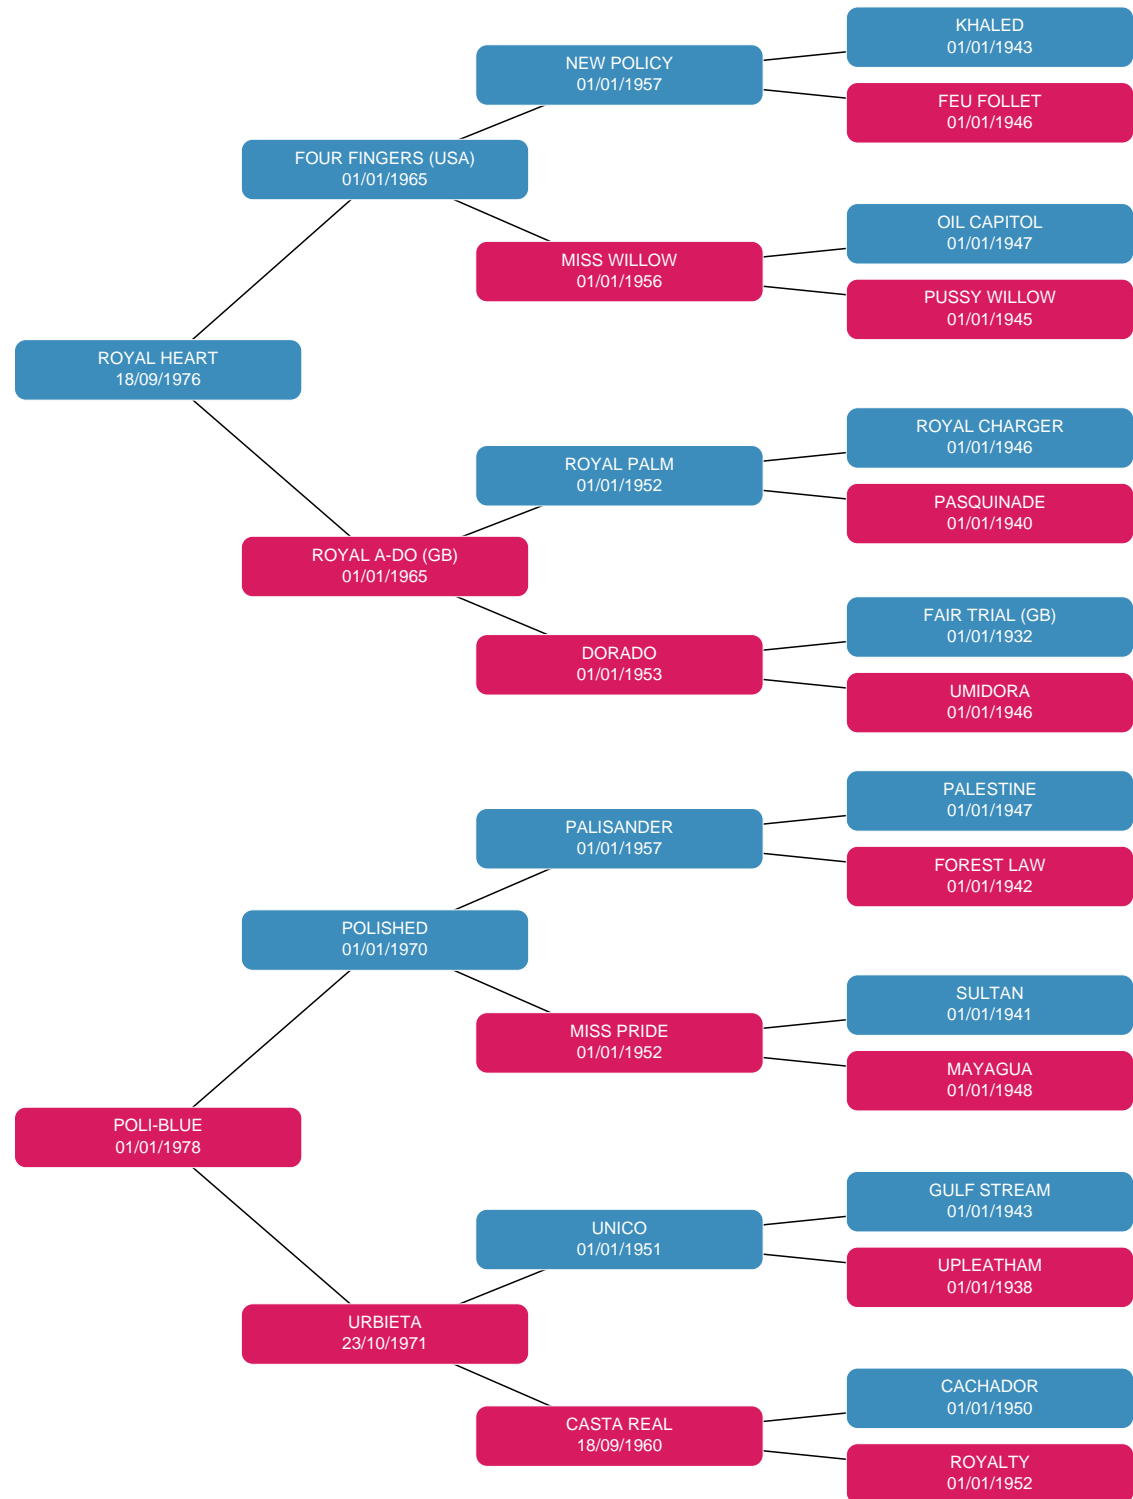 KHALED
01/01/1943
NEW POLICY
01/01/1957
FEU FOLLET
01/01/1946
FOUR FINGERS (USA)
01/01/1965
OIL CAPITOL
01/01/1947
MISS WILLOW
01/01/1956
PUSSY WILLOW
01/01/1945
ROYAL HEART
18/09/1976
ROYAL CHARGER
01/01/1946
ROYAL PALM
01/01/1952
PASQUINADE
01/01/1940
ROYAL A-DO (GB)
01/01/1965
FAIR TRIAL (GB)
01/01/1932
DORADO
01/01/1953
UMIDORA
01/01/1946
PALESTINE
01/01/1947
PALISANDER
01/01/1957
FOREST LAW
01/01/1942
POLISHED
01/01/1970
SULTAN
01/01/1941
MISS PRIDE
01/01/1952
MAYAGUA
01/01/1948
POLI-BLUE
01/01/1978
GULF STREAM
01/01/1943
UNICO
01/01/1951
UPLEATHAM
01/01/1938
URBIETA
23/10/1971
CACHADOR
01/01/1950
CASTA REAL
18/09/1960
ROYALTY
01/01/1952